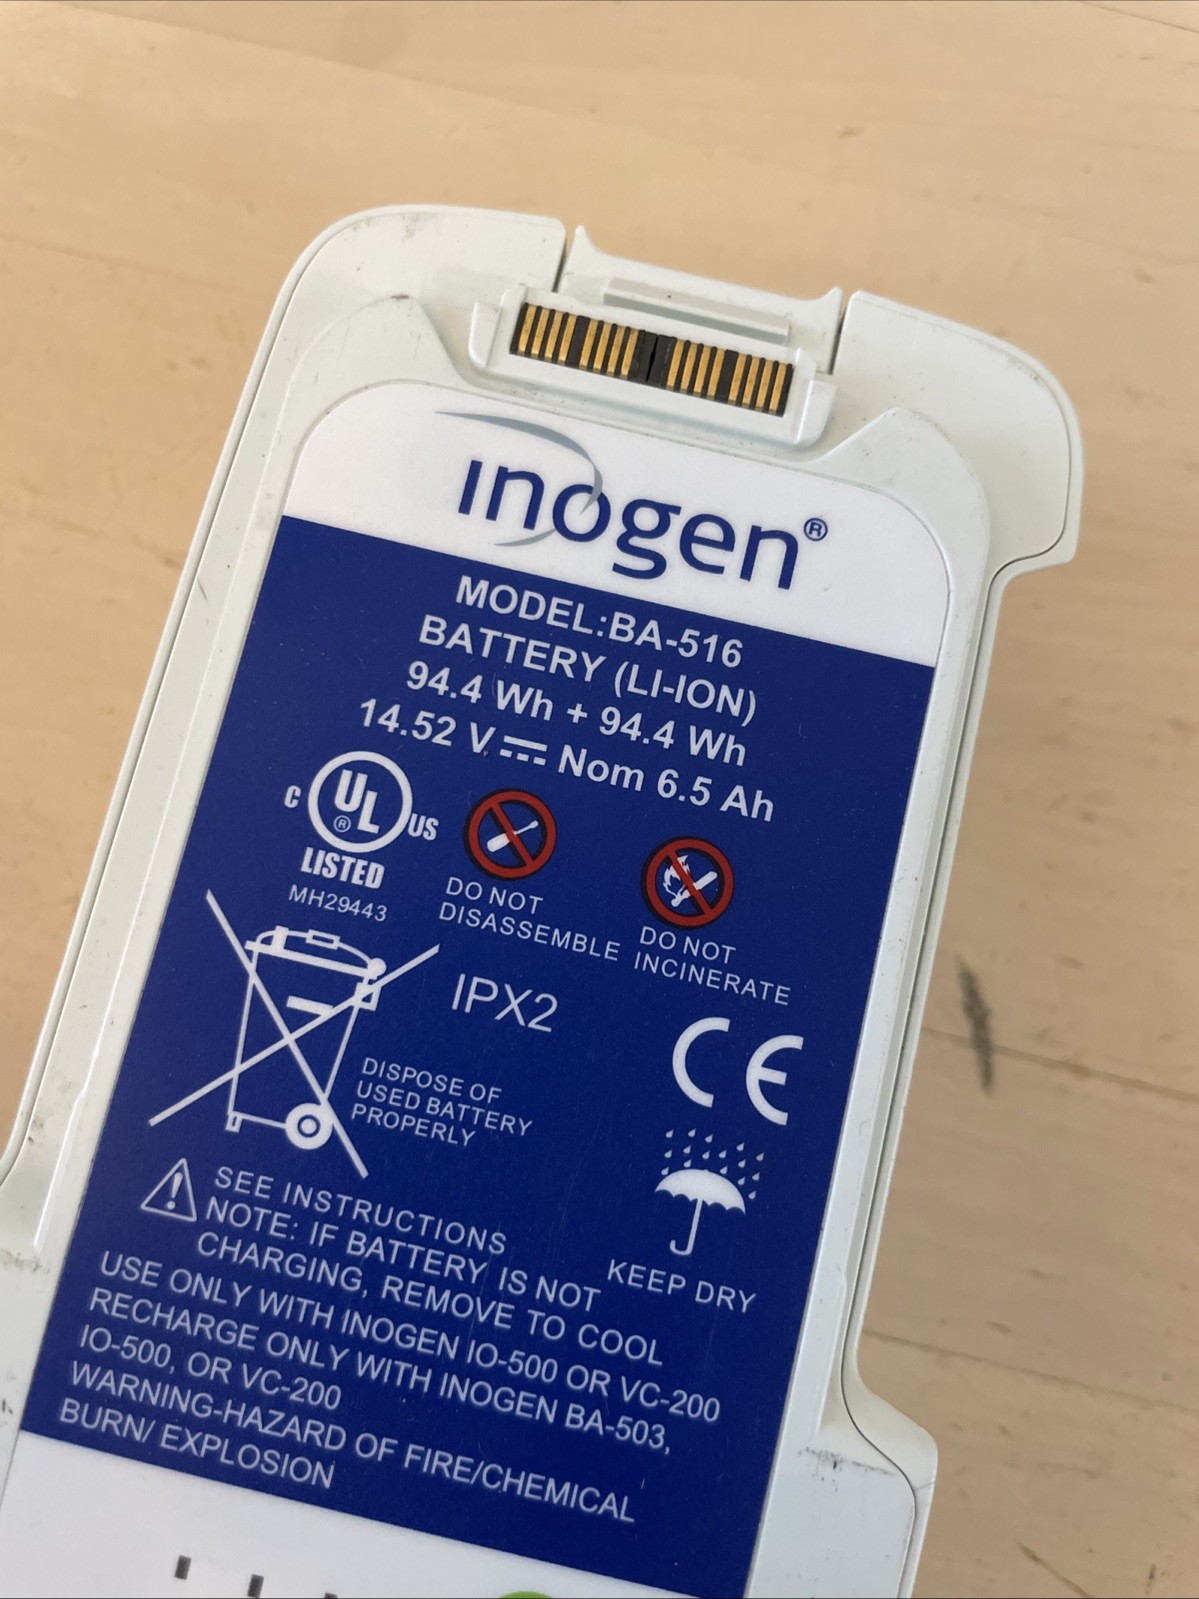 inogen®
MODEL:BA-516
BATTERY (LI-ION)
94.4 Wh + 94.4 Wh
14.52 V Nom 6.5 Ah
C UL® US
LISTED
MH29443
DO NOT
DISASSEMBLE
DO NOT
INCINERATE
IPX2
CE
DISPOSE OF
USED BATTERY
PROPERLY
KEEP DRY
SEE INSTRUCTIONS
NOTE: IF BATTERY IS NOT
CHARGING, REMOVE TO COOL
USE ONLY WITH INOGEN IO-500 OR VC-200
RECHARGE ONLY WITH INOGEN BA-503,
IO-500, OR VC-200
WARNING-HAZARD OF FIRE/CHEMICAL
BURN/ EXPLOSION